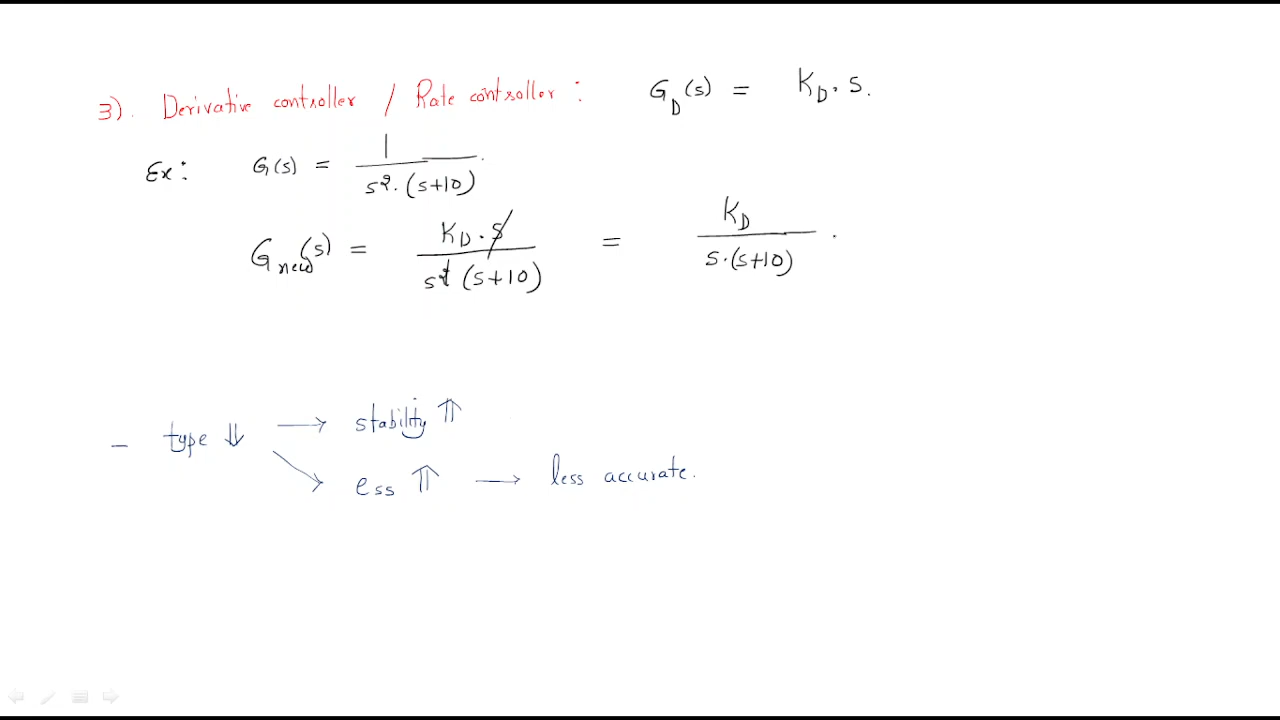 3). Derivative controller / Rate controller : G_D(s) = K_D . s.
Ex: G(s) = 1 / s². (s+10)
G_new(s) = K_D . s / s² (s+10) = K_D / s.(s+10)
- type ⇓ → stability ⇑
↘ ess ⇑ → less accurate.